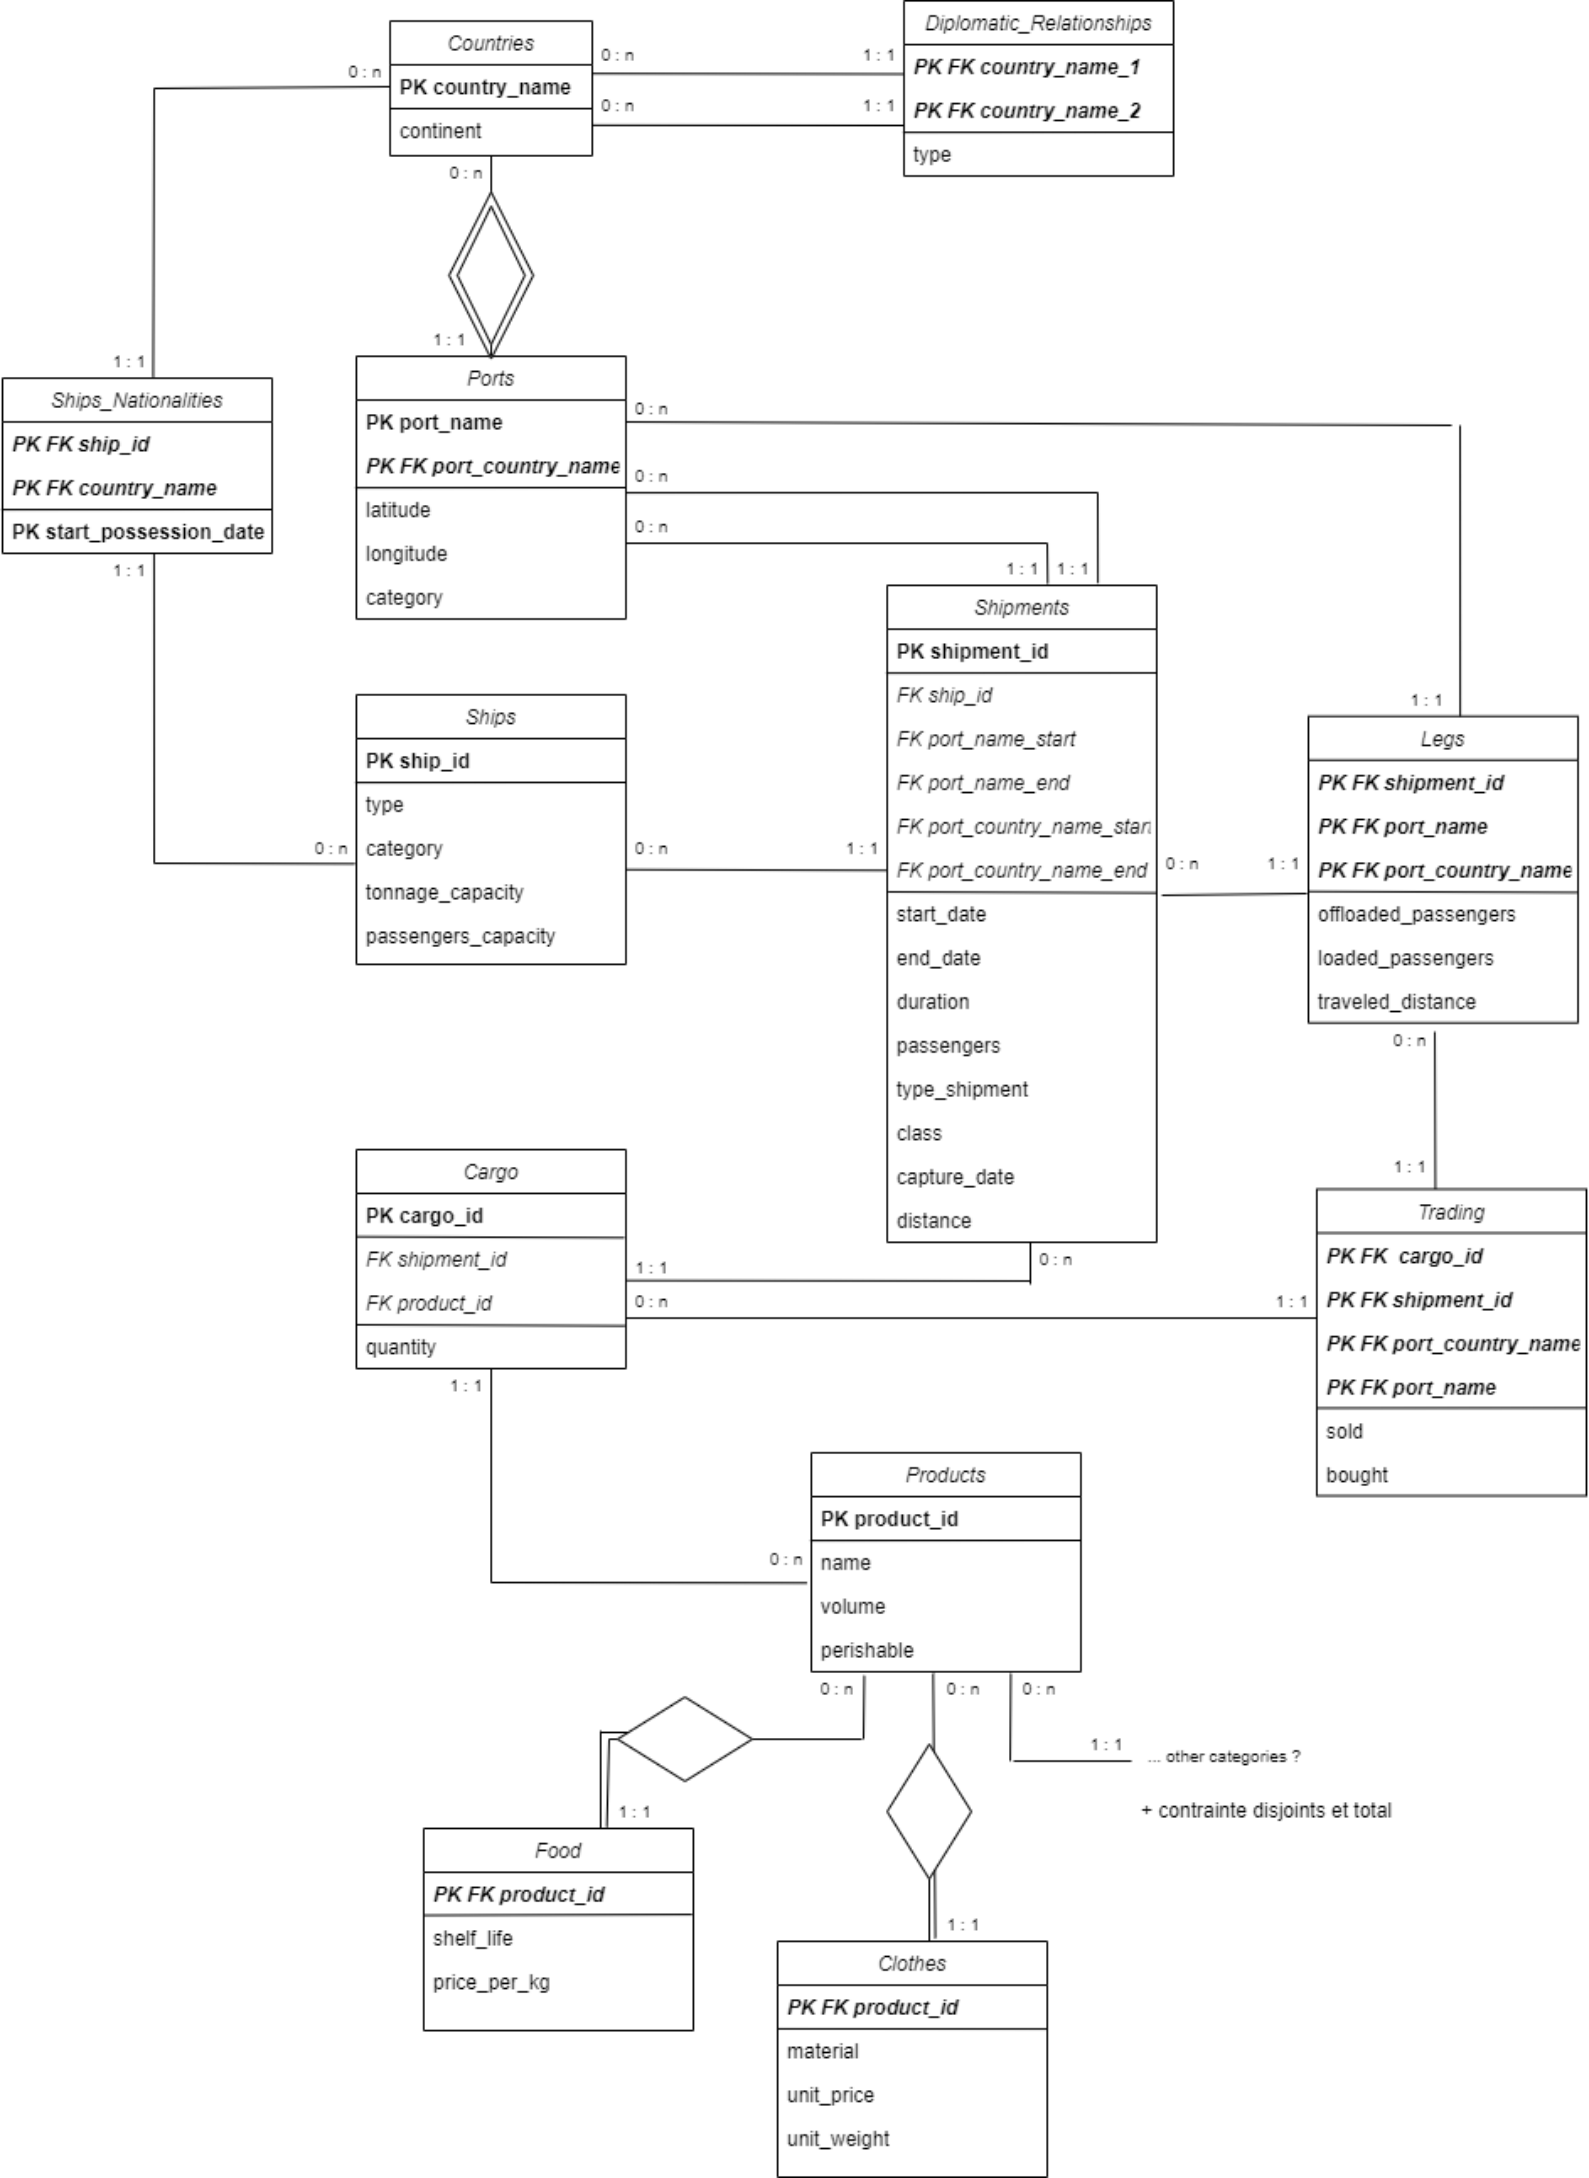 Countries
PK country_name
continent
Diplomatic_Relationships
PK FK country_name_1
PK FK country_name_2
type
0 : n
0 : n
1 : 1
0 : n
1 : 1
0 : n
1 : 1
1 : 1
Ships_Nationalities
PK FK ship_id
PK FK country_name
PK start_possession_date
1 : 1
Ports
PK port_name
PK FK port_country_name
latitude
longitude
category
0 : n
0 : n
0 : n
1 : 1
1 : 1
Shipments
PK shipment_id
FK ship_id
FK port_name_start
FK port_name_end
FK port_country_name_start
FK port_country_name_end
start_date
end_date
duration
passengers
type_shipment
class
capture_date
distance
Ships
PK ship_id
type
category
tonnage_capacity
passengers_capacity
0 : n
0 : n
1 : 1
0 : n
1 : 1
1 : 1
Legs
PK FK shipment_id
PK FK port_name
PK FK port_country_name
offloaded_passengers
loaded_passengers
traveled_distance
0 : n
1 : 1
Cargo
PK cargo_id
FK shipment_id
FK product_id
quantity
1 : 1
0 : n
0 : n
1 : 1
1 : 1
Trading
PK FK cargo_id
PK FK shipment_id
PK FK port_country_name
PK FK port_name
sold
bought
Products
PK product_id
name
volume
perishable
0 : n
0 : n
0 : n
0 : n
1 : 1
... other categories ?
+ contrainte disjoints et total
1 : 1
Food
PK FK product_id
shelf_life
price_per_kg
1 : 1
Clothes
PK FK product_id
material
unit_price
unit_weight